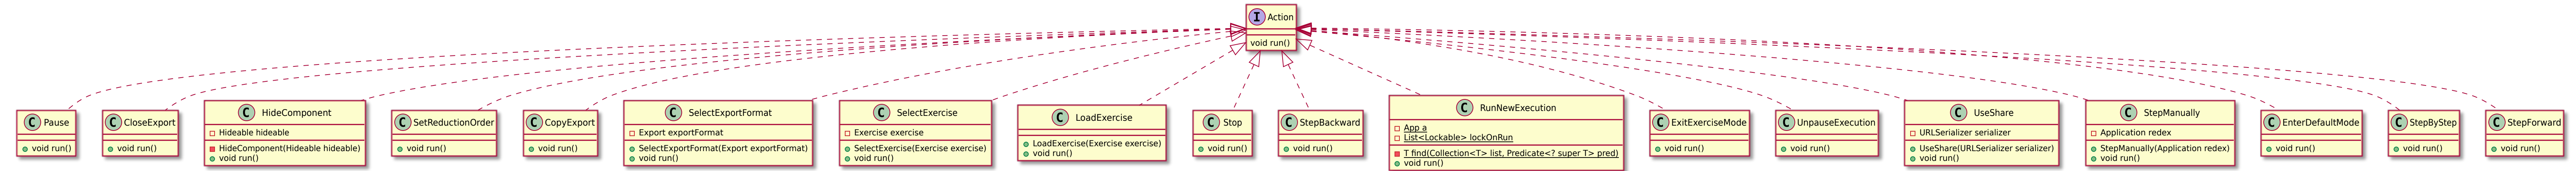 I Action
void run()
C Pause
void run()
C CloseExport
void run()
C HideComponent
Hideable hideable
HideComponent(Hideable hideable)
void run()
C SetReductionOrder
void run()
C CopyExport
void run()
C SelectExportFormat
Export exportFormat
SelectExportFormat(Export exportFormat)
void run()
C SelectExercise
Exercise exercise
SelectExercise(Exercise exercise)
void run()
C LoadExercise
LoadExercise(Exercise exercise)
void run()
C Stop
void run()
C StepBackward
void run()
C RunNewExecution
App a
List<Lockable> lockOnRun
T find(Collection<T> list, Predicate<? super T> pred)
void run()
C ExitExerciseMode
void run()
C UnpauseExecution
void run()
C UseShare
URLSerializer serializer
UseShare(URLSerializer serializer)
void run()
C StepManually
Application redex
StepManually(Application redex)
void run()
C EnterDefaultMode
void run()
C StepByStep
void run()
C StepForward
void run()